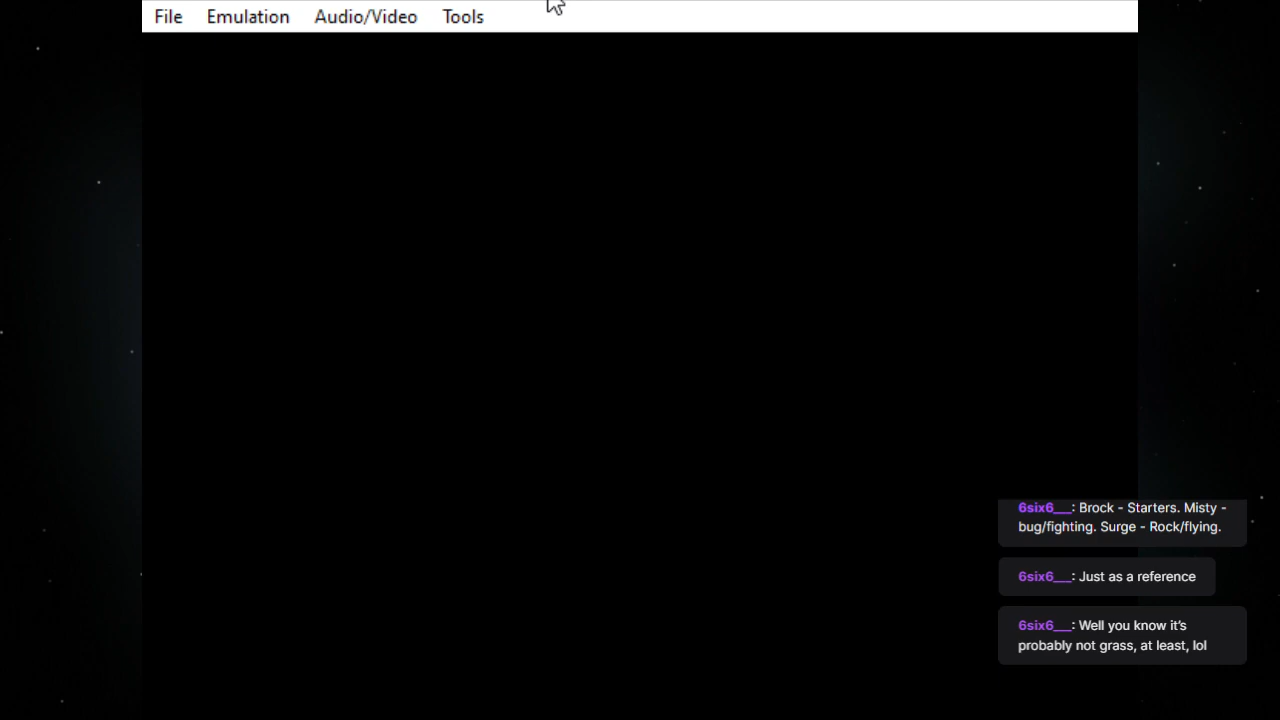 File Emulation Audio/Video Tools
6six6__: Brock - Starters. Misty -
bug/fighting. Surge - Rock/flying.
6six6__: Just as a reference
6six6__: Well you know it’s
probably not grass, at least, lol